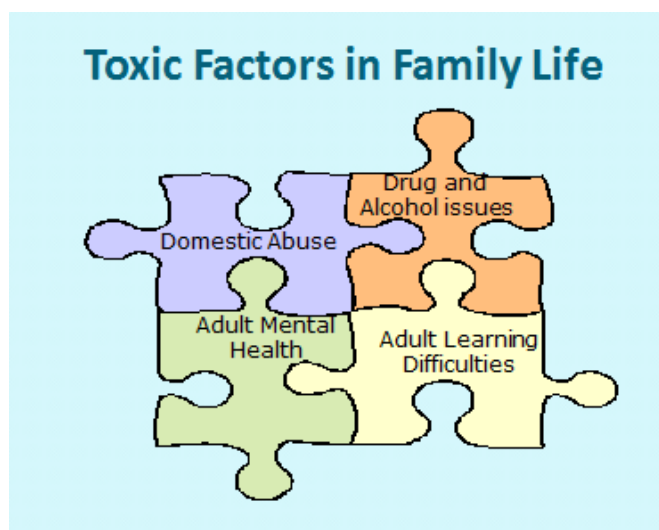 Toxic Factors in Family Life
Drug and
Alcohol issues
Domestic Abuse
Adult Mental
Health
Adult Learning
Difficulties